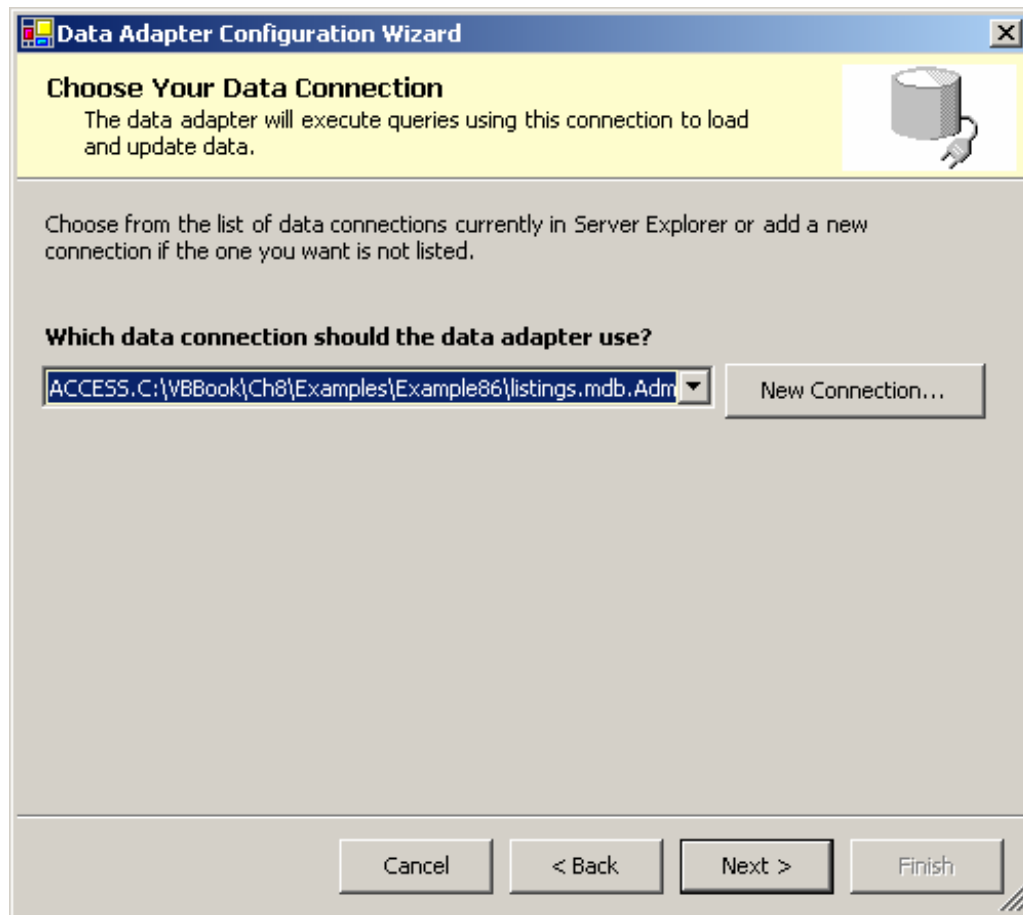 Data Adapter Configuration Wizard
Choose Your Data Connection
The data adapter will execute queries using this connection to load
and update data.
Choose from the list of data connections currently in Server Explorer or add a new
connection if the one you want is not listed.
Which data connection should the data adapter use?
ACCESS.C:\VBBook\Ch8\Examples\Example86\listings.mdb.Adm
New Connection...
Cancel
< Back
Next >
Finish